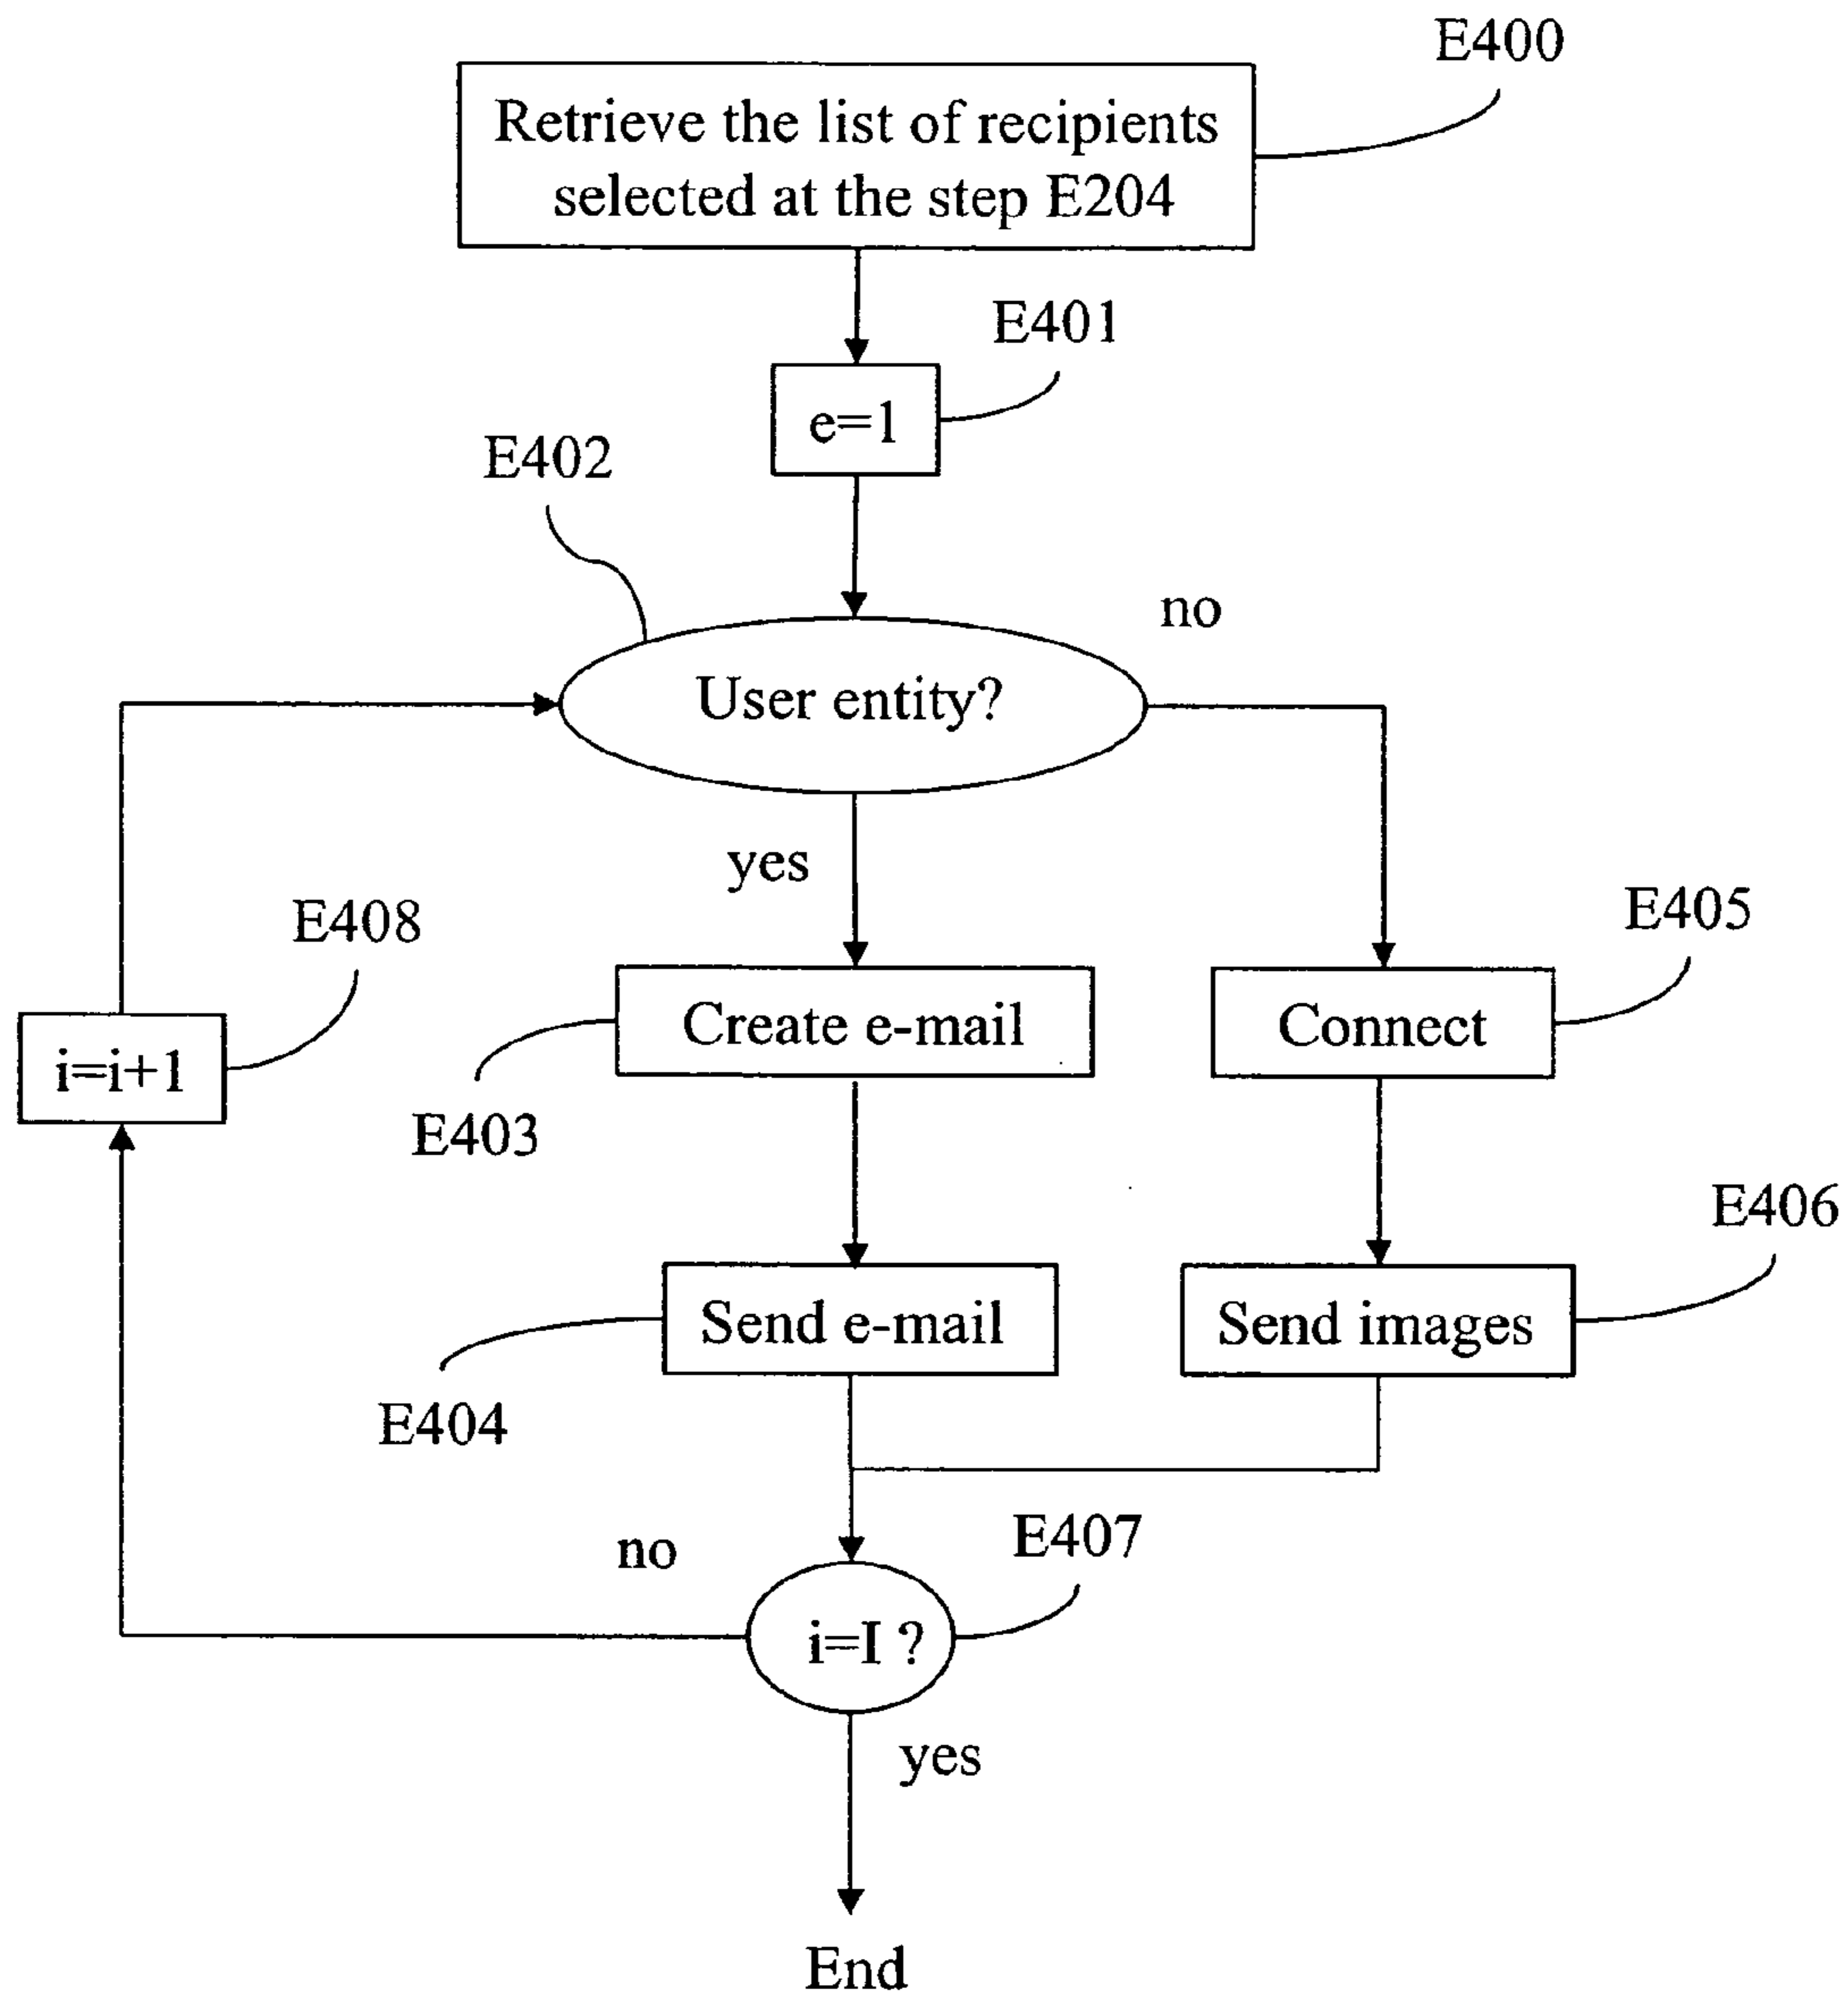 E400
Retrieve the list of recipients
selected at the step E204
E401
e=1
E402
no
User entity?
yes
E408
E405
Create e-mail
Connect
i=i+1
E403
E406
Send e-mail
Send images
E404
E407
no
i=I ?
yes
End